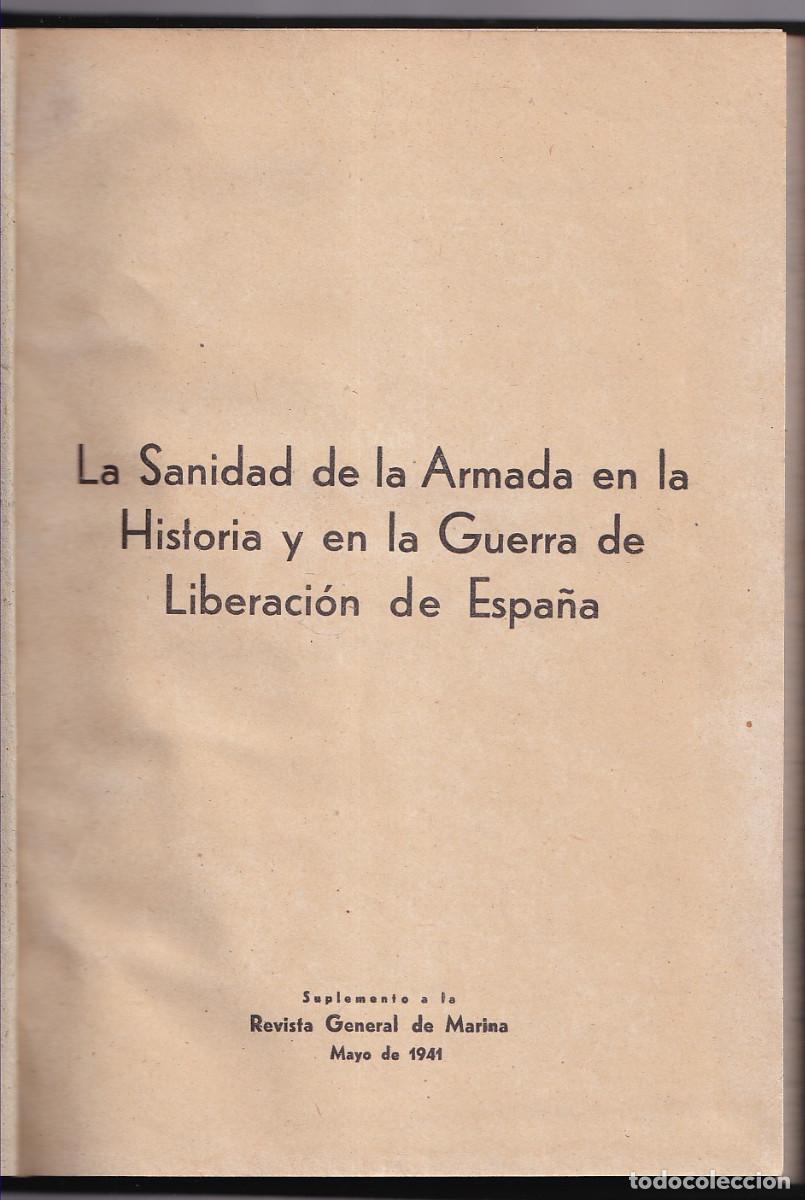 La Sanidad de la Armada en la
Historia y en la Guerra de
Liberación de España
Suplemento a la
Revista General de Marina
Mayo de 1941
todocoleccion